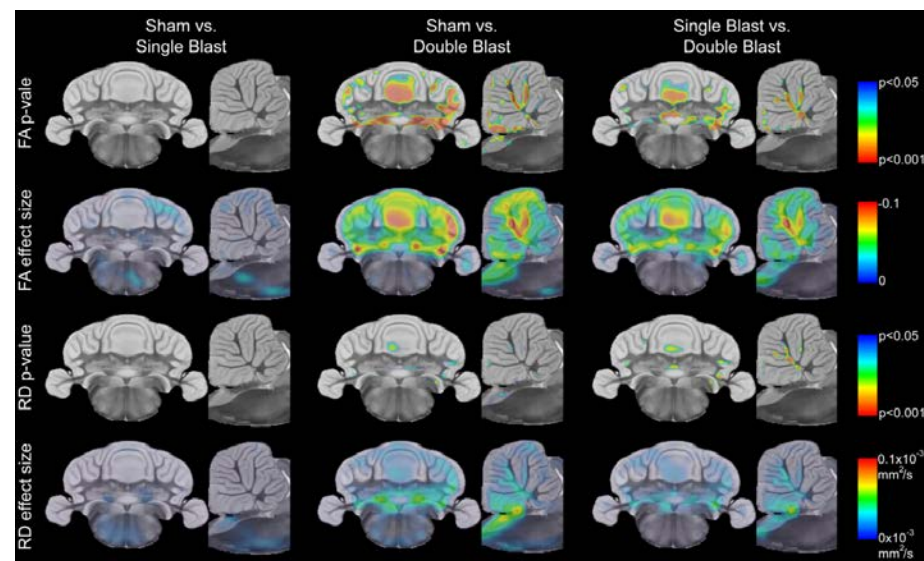 Sham vs.
Single Blast
Sham vs.
Double Blast
Single Blast vs.
Double Blast
FA p-vale
p<0.05
p<0.001
FA effect size
-0.1
0
RD p-value
p<0.05
p<0.001
RD effect size
0.1x10⁻³
mm²/s
0x10⁻³
mm²/s